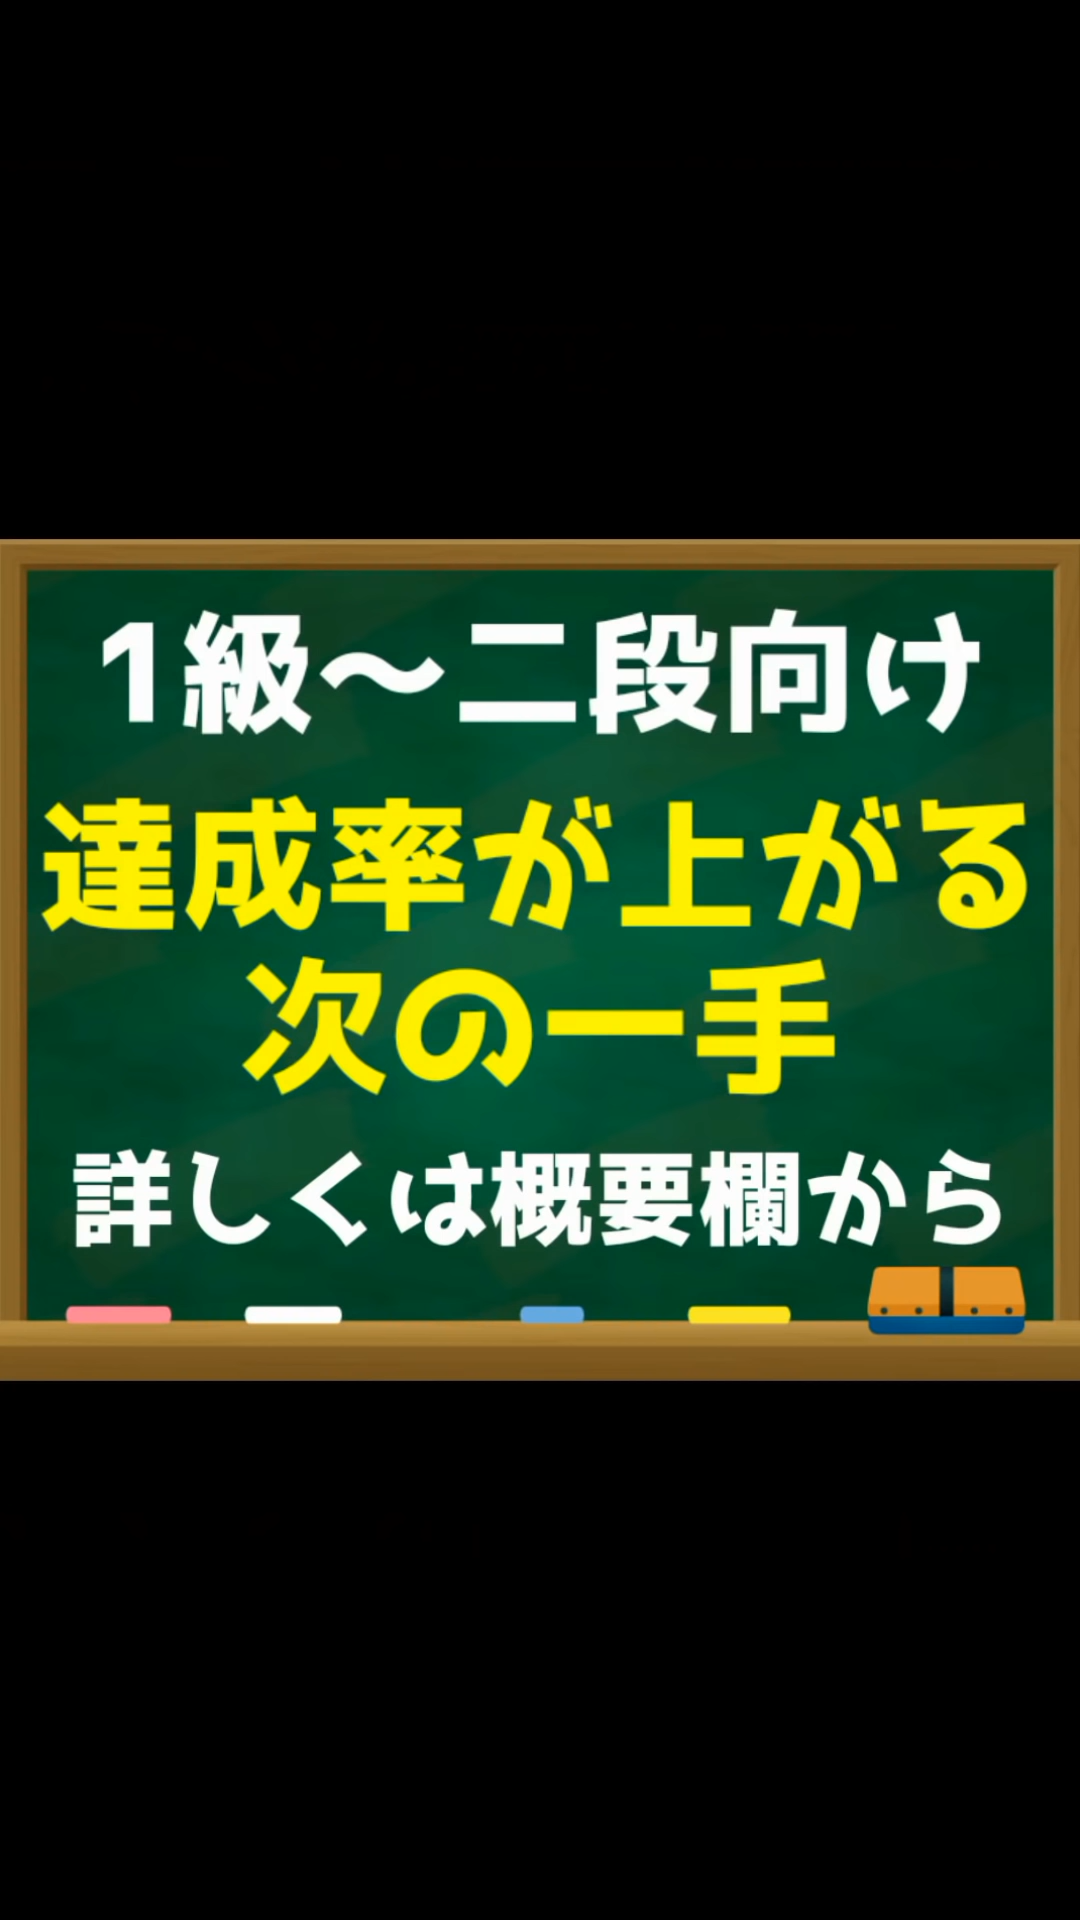 1級〜二段向け
達成率が上がる
次の一手
詳しくは概要欄から